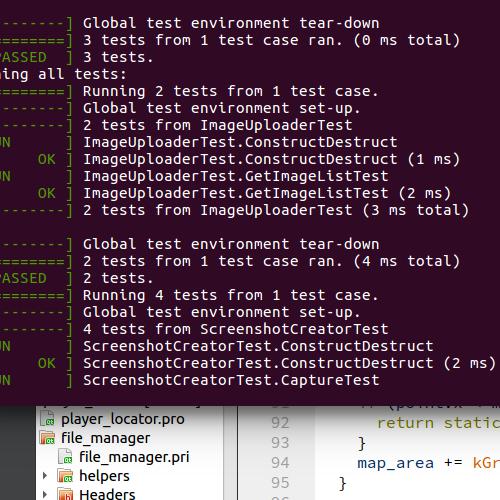 --------] Global test environment tear-down
========] 3 tests from 1 test case ran. (0 ms total)
PASSED ] 3 tests.
ning all tests:
========] Running 2 tests from 1 test case.
--------] Global test environment set-up.
--------] 2 tests from ImageUploaderTest
UN ] ImageUploaderTest.ConstructDestruct
OK ] ImageUploaderTest.ConstructDestruct (1 ms)
UN ] ImageUploaderTest.GetImageListTest
OK ] ImageUploaderTest.GetImageListTest (2 ms)
--------] 2 tests from ImageUploaderTest (3 ms total)
--------] Global test environment tear-down
========] 2 tests from 1 test case ran. (4 ms total)
PASSED ] 2 tests.
========] Running 4 tests from 1 test case.
--------] Global test environment set-up.
--------] 4 tests from ScreenshotCreatorTest
UN ] ScreenshotCreatorTest.ConstructDestruct
OK ] ScreenshotCreatorTest.ConstructDestruct (2 ms)
UN ] ScreenshotCreatorTest.CaptureTest
player_locator.pro
file_manager
file_manager.pri
helpers
Headers
92 return static
93 }
94 map_area += kGr
95 }